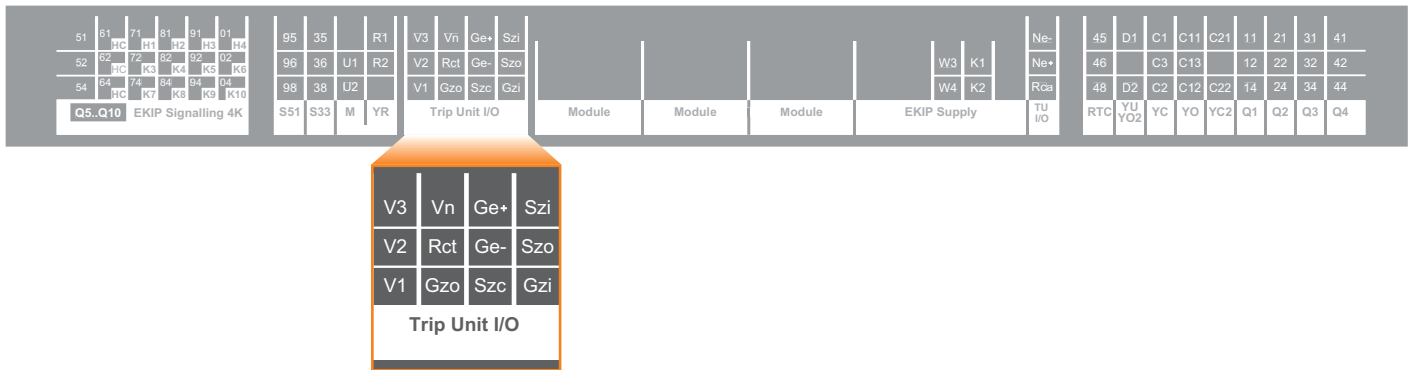 51 61 HC 71 H1 81 H2 91 H3 01 H4 95 35 R1 V3 Vn Ge+ Szi Ne- 45 D1 C1 C11 C21 11 21 31 41
52 62 HC 72 K3 82 K4 92 K5 02 K6 96 36 U1 R2 V2 Rct Ge- Szo W3 K1 Ne+ 46 C3 C13 12 22 32 42
54 64 HC 74 K7 84 K8 94 K9 04 K10 98 38 U2 V1 Gzo Szc Gzi W4 K2 Rca 48 D2 C2 C12 C22 14 24 34 44
Q5..Q10 EKIP Signalling 4K S51 S33 M YR Trip Unit I/O Module Module Module EKIP Supply TU I/O RTC YU YO2 YC YO YC2 Q1 Q2 Q3 Q4
V3 Vn Ge+ Szi
V2 Rct Ge- Szo
V1 Gzo Szc Gzi
Trip Unit I/O